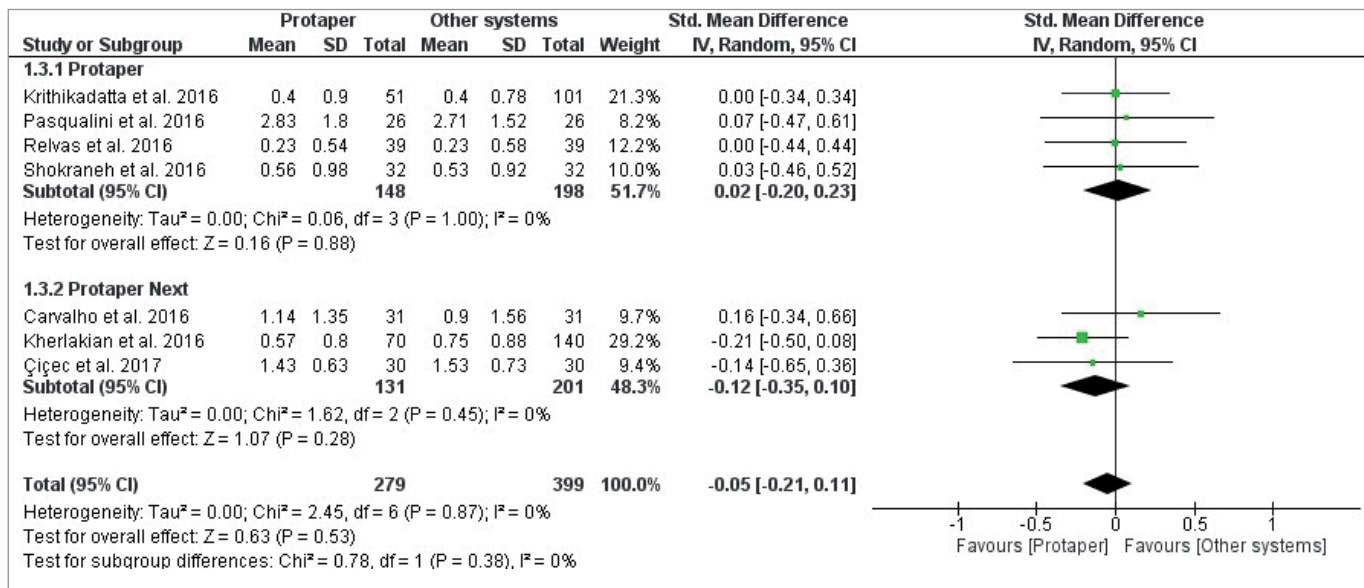 Protaper Other systems Std. Mean Difference Std. Mean Difference
Study or Subgroup Mean SD Total Mean SD Total Weight IV, Random, 95% CI IV, Random, 95% CI
1.3.1 Protaper
Krithikadatta et al. 2016 0.4 0.9 51 0.4 0.78 101 21.3% 0.00 [-0.34, 0.34]
Pasqualini et al. 2016 2.83 1.8 26 2.71 1.52 26 8.2% 0.07 [-0.47, 0.61]
Relvas et al. 2016 0.23 0.54 39 0.23 0.58 39 12.2% 0.00 [-0.44, 0.44]
Shokraneh et al. 2016 0.56 0.98 32 0.53 0.92 32 10.0% 0.03 [-0.46, 0.52]
Subtotal (95% CI) 148 198 51.7% 0.02 [-0.20, 0.23]
Heterogeneity: Tau² = 0.00; Chi² = 0.06, df = 3 (P = 1.00); I² = 0%
Test for overall effect: Z = 0.16 (P = 0.88)
1.3.2 Protaper Next
Carvalho et al. 2016 1.14 1.35 31 0.9 1.56 31 9.7% 0.16 [-0.34, 0.66]
Kherlakian et al. 2016 0.57 0.8 70 0.75 0.88 140 29.2% -0.21 [-0.50, 0.08]
Çiçec et al. 2017 1.43 0.63 30 1.53 0.73 30 9.4% -0.14 [-0.65, 0.36]
Subtotal (95% CI) 131 201 48.3% -0.12 [-0.35, 0.10]
Heterogeneity: Tau² = 0.00; Chi² = 1.62, df = 2 (P = 0.45); I² = 0%
Test for overall effect: Z = 1.07 (P = 0.28)
Total (95% CI) 279 399 100.0% -0.05 [-0.21, 0.11]
Heterogeneity: Tau² = 0.00; Chi² = 2.45, df = 6 (P = 0.87); I² = 0%
Test for overall effect: Z = 0.63 (P = 0.53)
Test for subgroup differences: Chi² = 0.78, df = 1 (P = 0.38), I² = 0%
-1 -0.5 0 0.5 1
Favours [Protaper] Favours [Other systems]